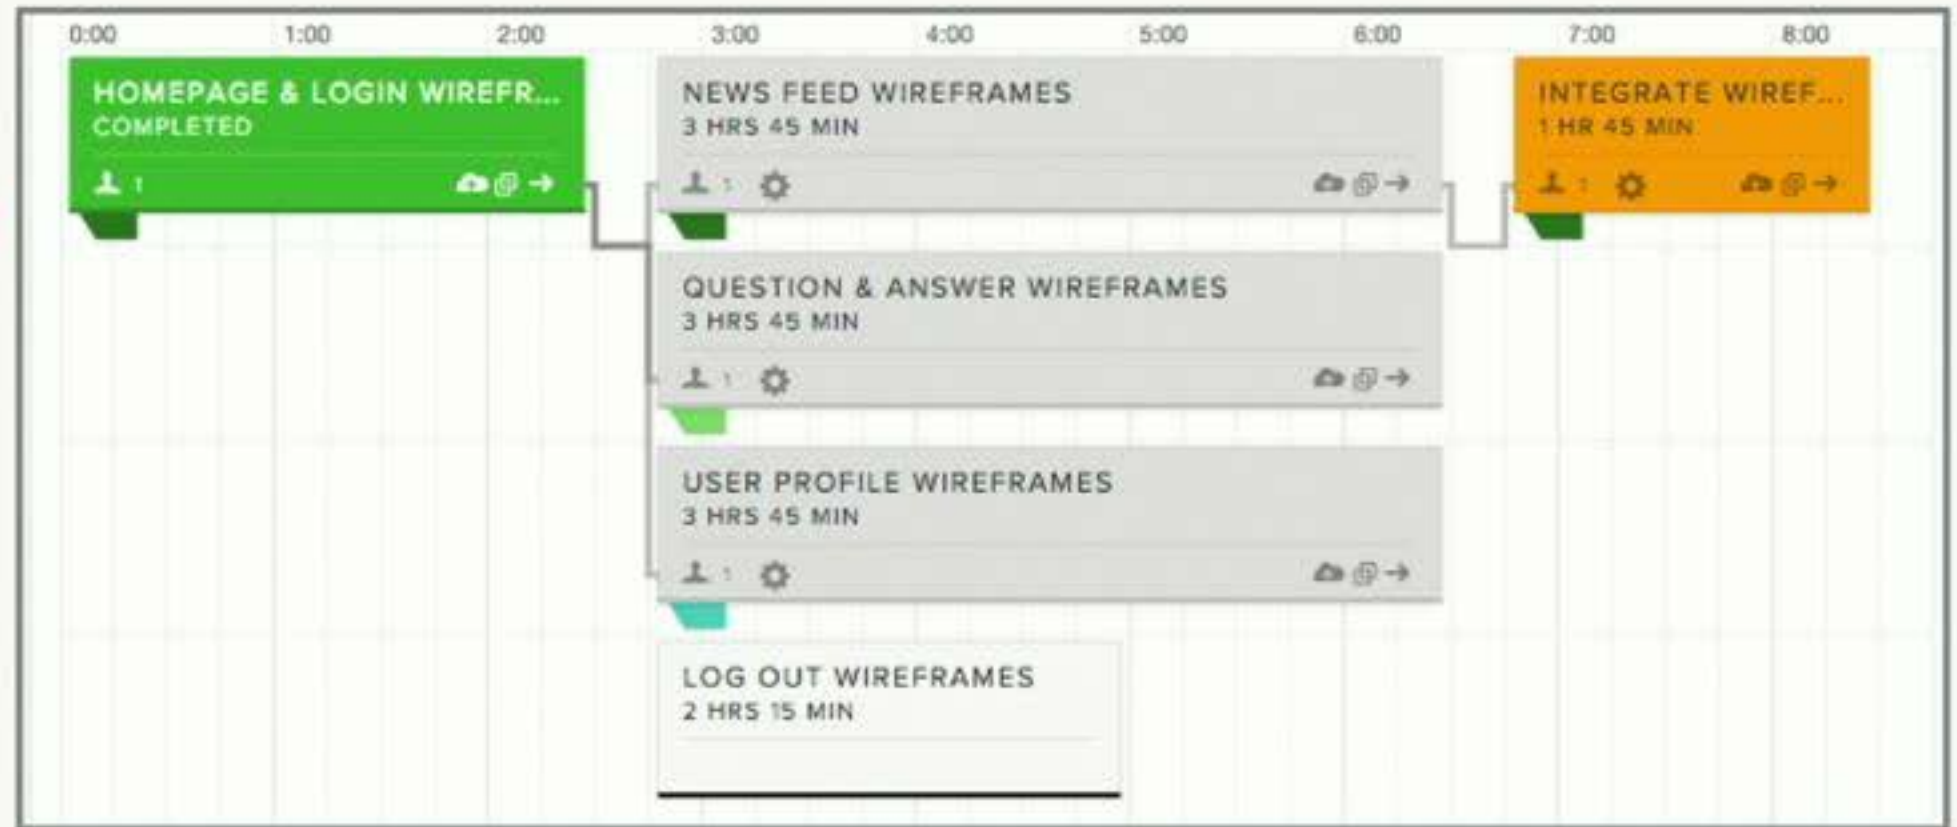 0:00 1:00 2:00 3:00 4:00 5:00 6:00 7:00 8:00
HOMEPAGE & LOGIN WIREFR...
COMPLETED
1
NEWS FEED WIREFRAMES
3 HRS 45 MIN
1
INTEGRATE WIREF...
1 HR 45 MIN
1
QUESTION & ANSWER WIREFRAMES
3 HRS 45 MIN
1
USER PROFILE WIREFRAMES
3 HRS 45 MIN
1
LOG OUT WIREFRAMES
2 HRS 15 MIN